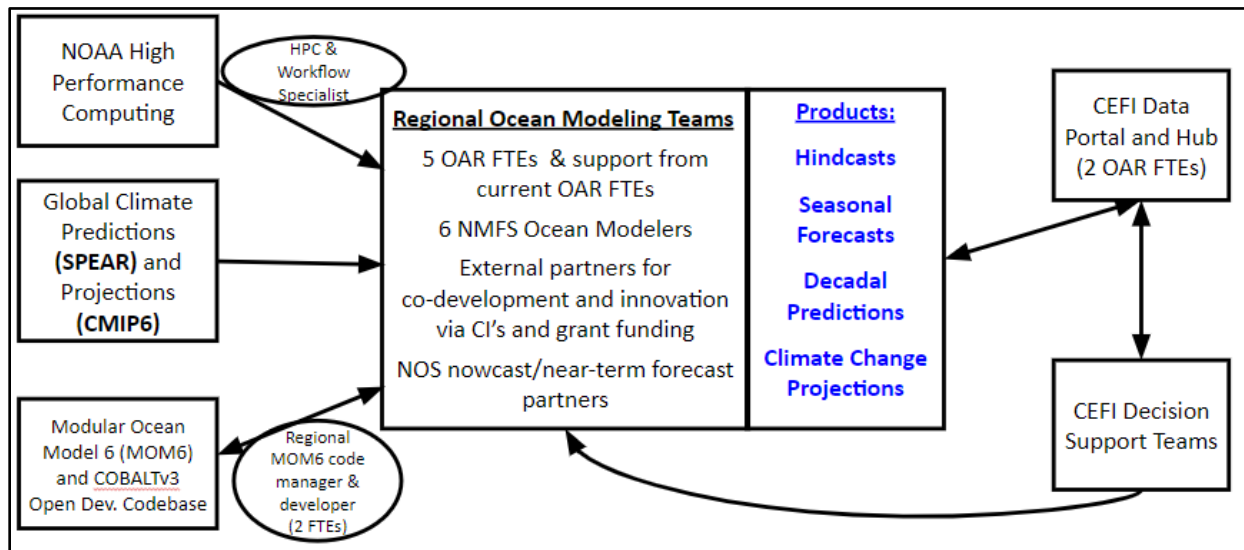 NOAA High
Performance
Computing
HPC &
Workflow
Specialist
Global Climate
Predictions
(SPEAR) and
Projections
(CMIP6)
Modular Ocean
Model 6 (MOM6)
and COBALTv3
Open Dev. Codebase
Regional
MOM6 code
manager &
developer
(2 FTEs)
Regional Ocean Modeling Teams
5 OAR FTEs & support from
current OAR FTEs
6 NMFS Ocean Modelers
External partners for
co-development and innovation
via CI's and grant funding
NOS nowcast/near-term forecast
partners
Products:
Hindcasts
Seasonal
Forecasts
Decadal
Predictions
Climate Change
Projections
CEFI Data
Portal and Hub
(2 OAR FTEs)
CEFI Decision
Support Teams